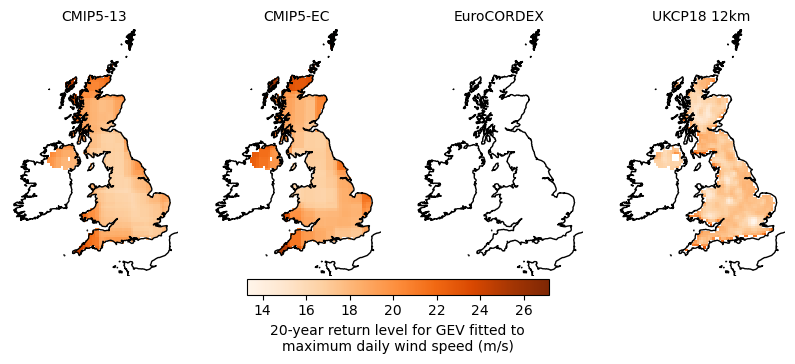 CMIP5-13 CMIP5-EC EuroCORDEX UKCP18 12km
14 16 18 20 22 24 26
20-year return level for GEV fitted to
maximum daily wind speed (m/s)